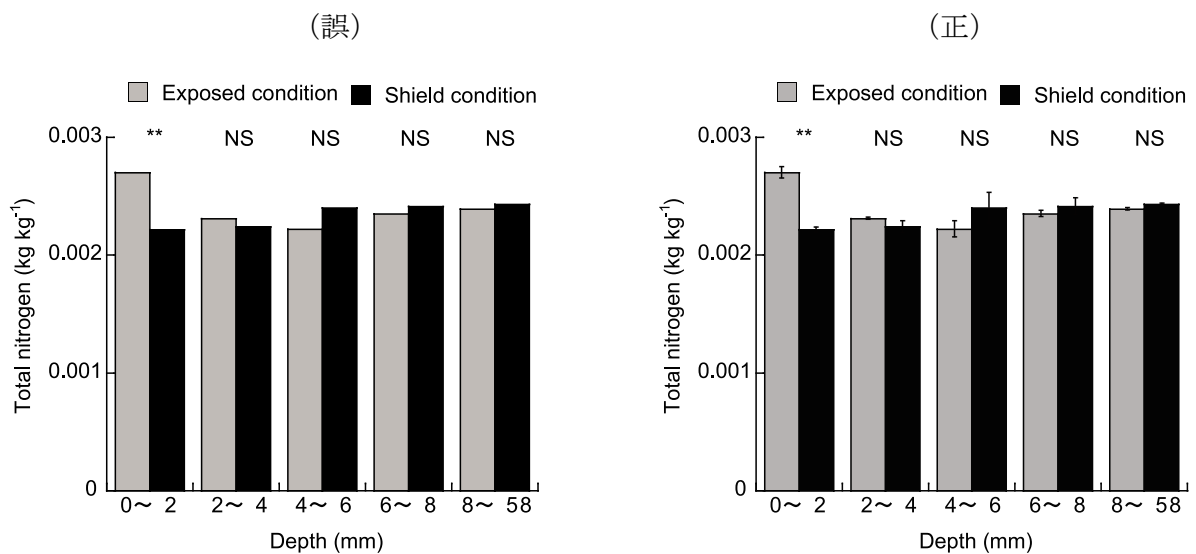 (誤)
Exposed condition Shield condition
0.003
0.002
0.001
0
Total nitrogen (kg kg⁻¹)
** NS NS NS NS
0〜 2 2〜 4 4〜 6 6〜 8 8〜 58
Depth (mm)
(正)
Exposed condition Shield condition
0.003
0.002
0.001
0
Total nitrogen (kg kg⁻¹)
** NS NS NS NS
0〜 2 2〜 4 4〜 6 6〜 8 8〜 58
Depth (mm)